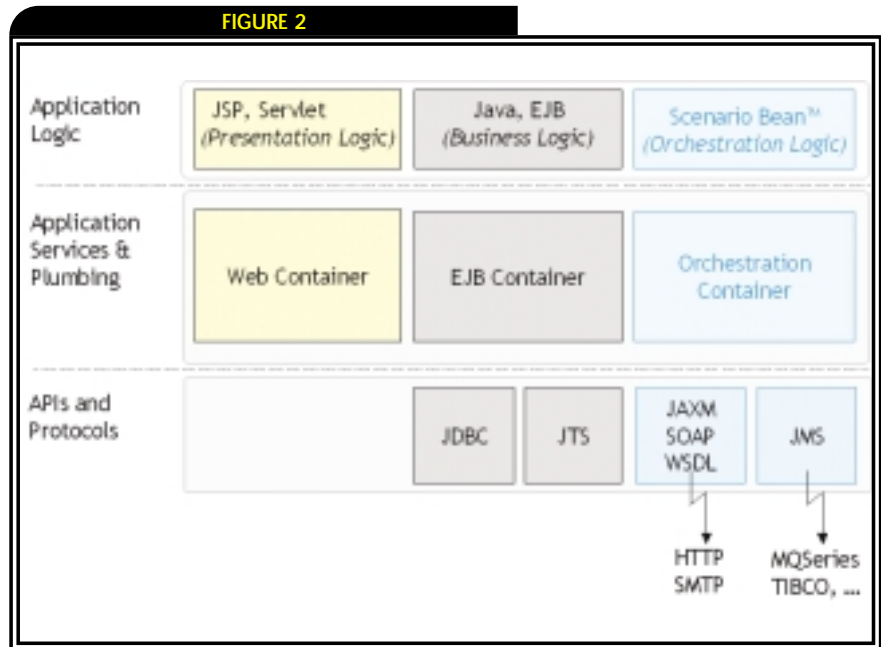 FIGURE 2
Application
Logic
JSP, Servlet
(Presentation Logic)
Java, EJB
(Business Logic)
Scenario Bean™
(Orchestration Logic)
Application
Services &
Plumbing
Web Container
EJB Container
Orchestration
Container
APIs and
Protocols
JDBC
JTS
JAXM
SOAP
WSDL
JMS
HTTP
SMTP
MQSeries
TIBCO, ...